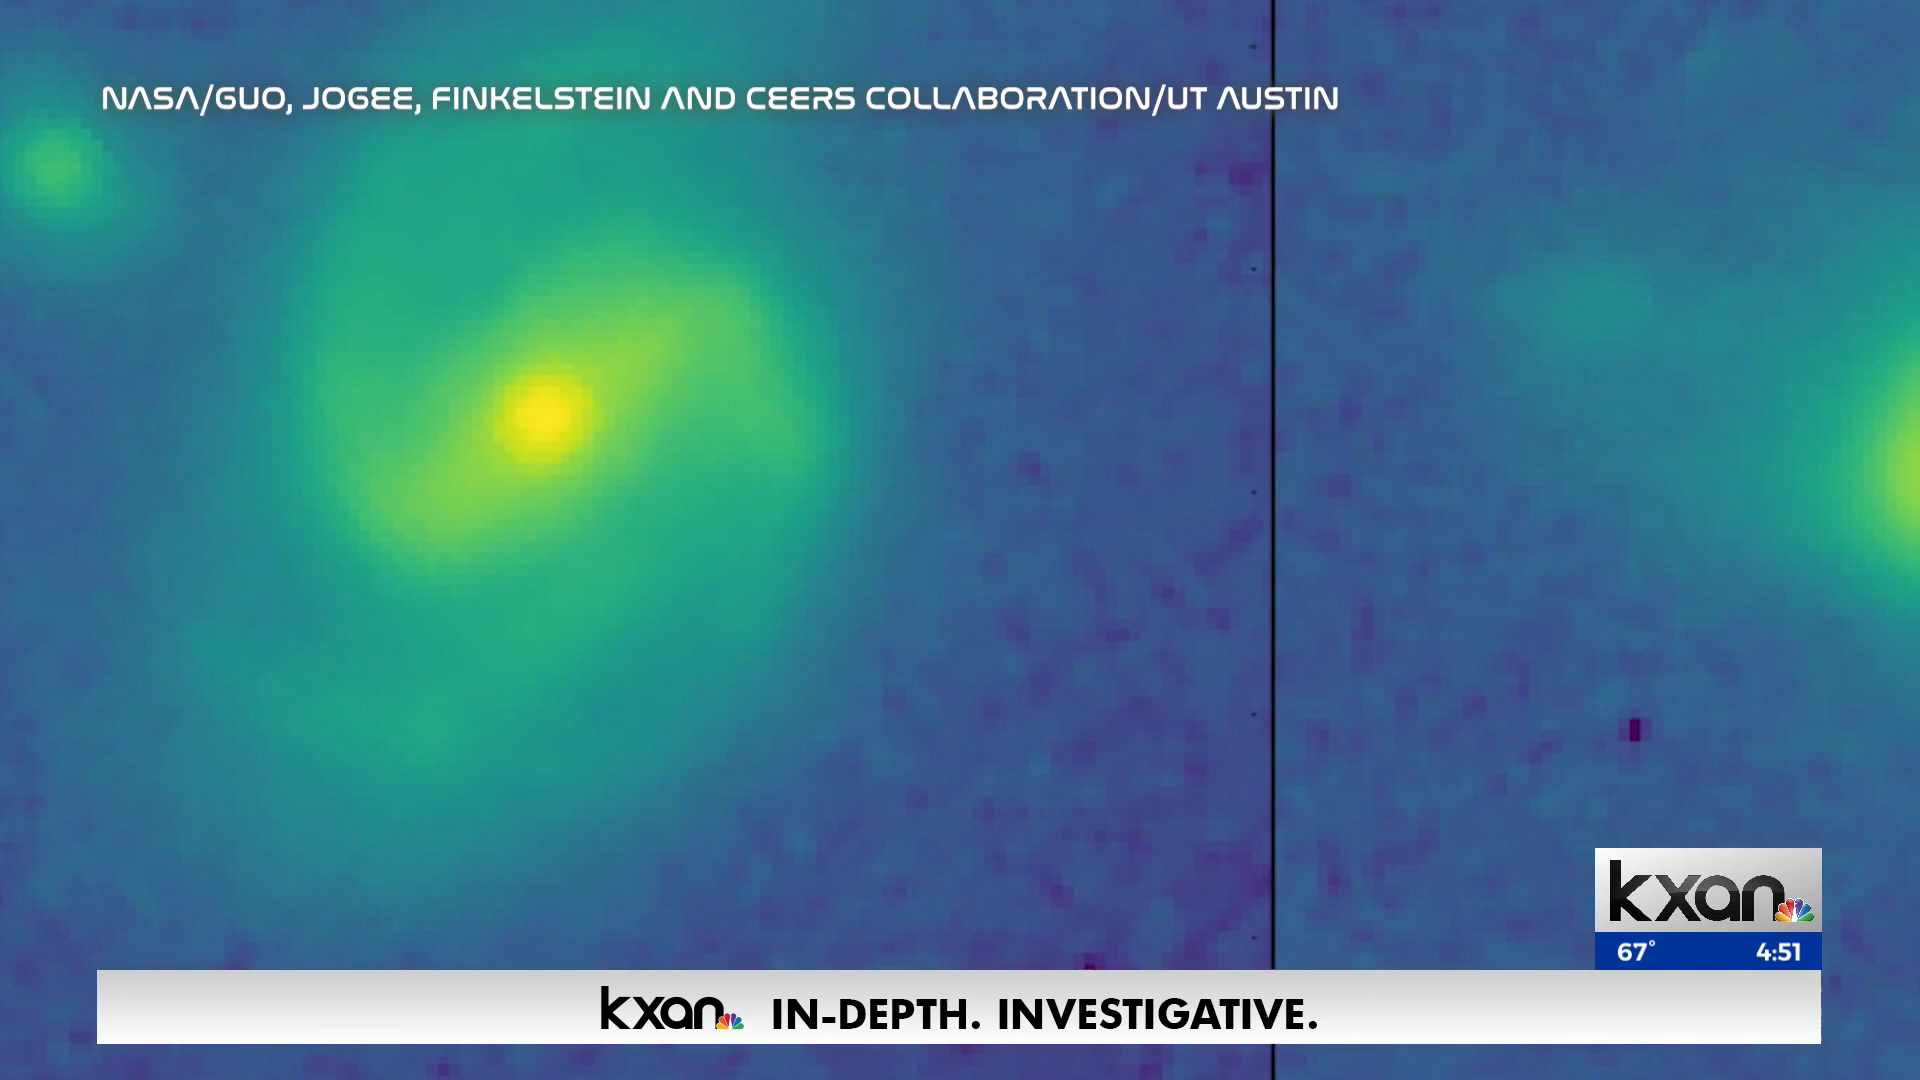 NASA/GUO, JOGEE, FINKELSTEIN AND CEERS COLLABORATION/UT AUSTIN
kxan
67° 4:51
kxan IN-DEPTH. INVESTIGATIVE.